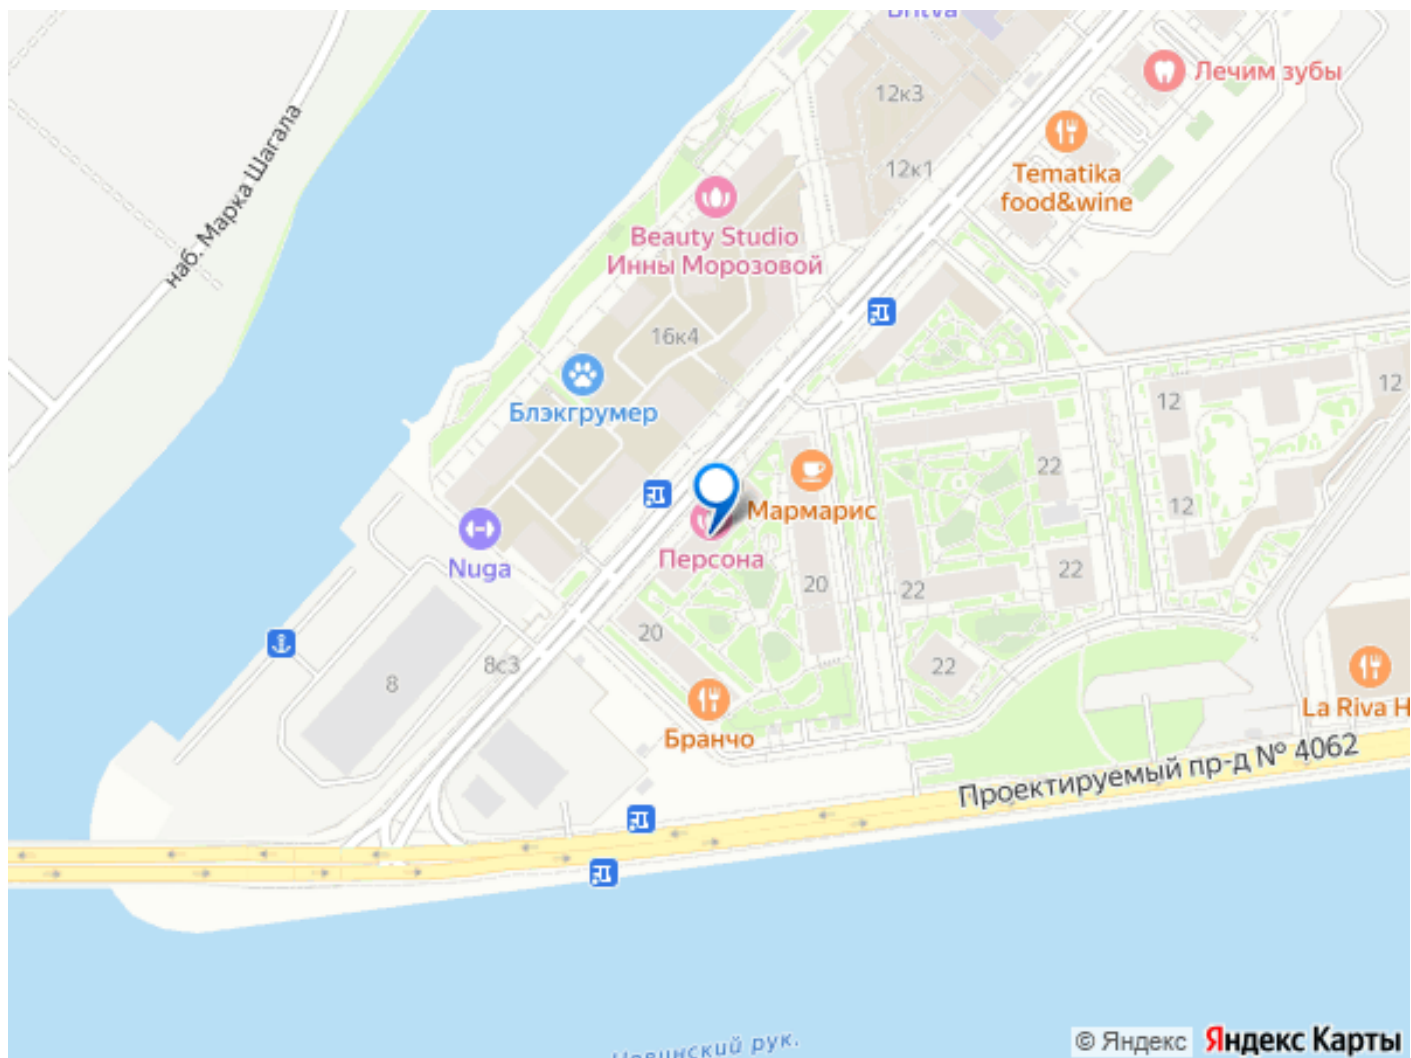 Britva
Лечим зубы
12к3
наб. Марка Шагала
12к1
Tematika
food&wine
Beauty Studio
Инны Морозовой
16к4
Блэкгрумер
12
12
22
12
Мармарис
Персона
Nuga
20
22
22
20
22
8с3
8
Бранчо
La Riva H
Проектируемый пр-д № 4062
рук.
© Яндекс Яндекс Карты